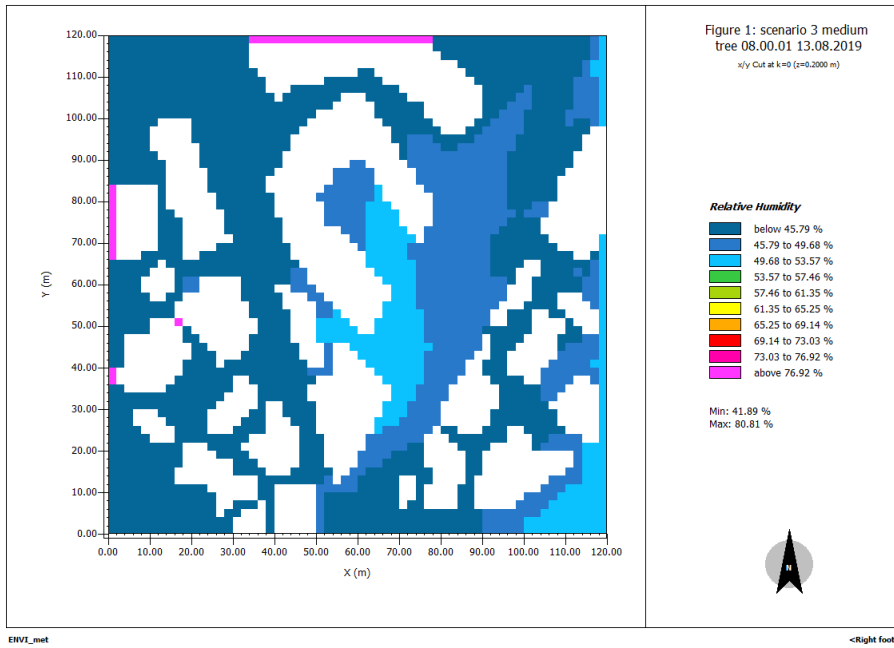 Figure 1: scenario 3 medium
tree 08.00.01 13.08.2019
x/y Cut at k=0 (z=0.2000 m)
120.00
110.00
100.00
90.00
80.00
70.00
60.00
50.00
40.00
30.00
20.00
10.00
0.00
Y (m)
0.00 10.00 20.00 30.00 40.00 50.00 60.00 70.00 80.00 90.00 100.00 110.00 120.00
X (m)
Relative Humidity
below 45.79 %
45.79 to 49.68 %
49.68 to 53.57 %
53.57 to 57.46 %
57.46 to 61.35 %
61.35 to 65.25 %
65.25 to 69.14 %
69.14 to 73.03 %
73.03 to 76.92 %
above 76.92 %
Min: 41.89 %
Max: 80.81 %
N
ENVI_met
<Right foot